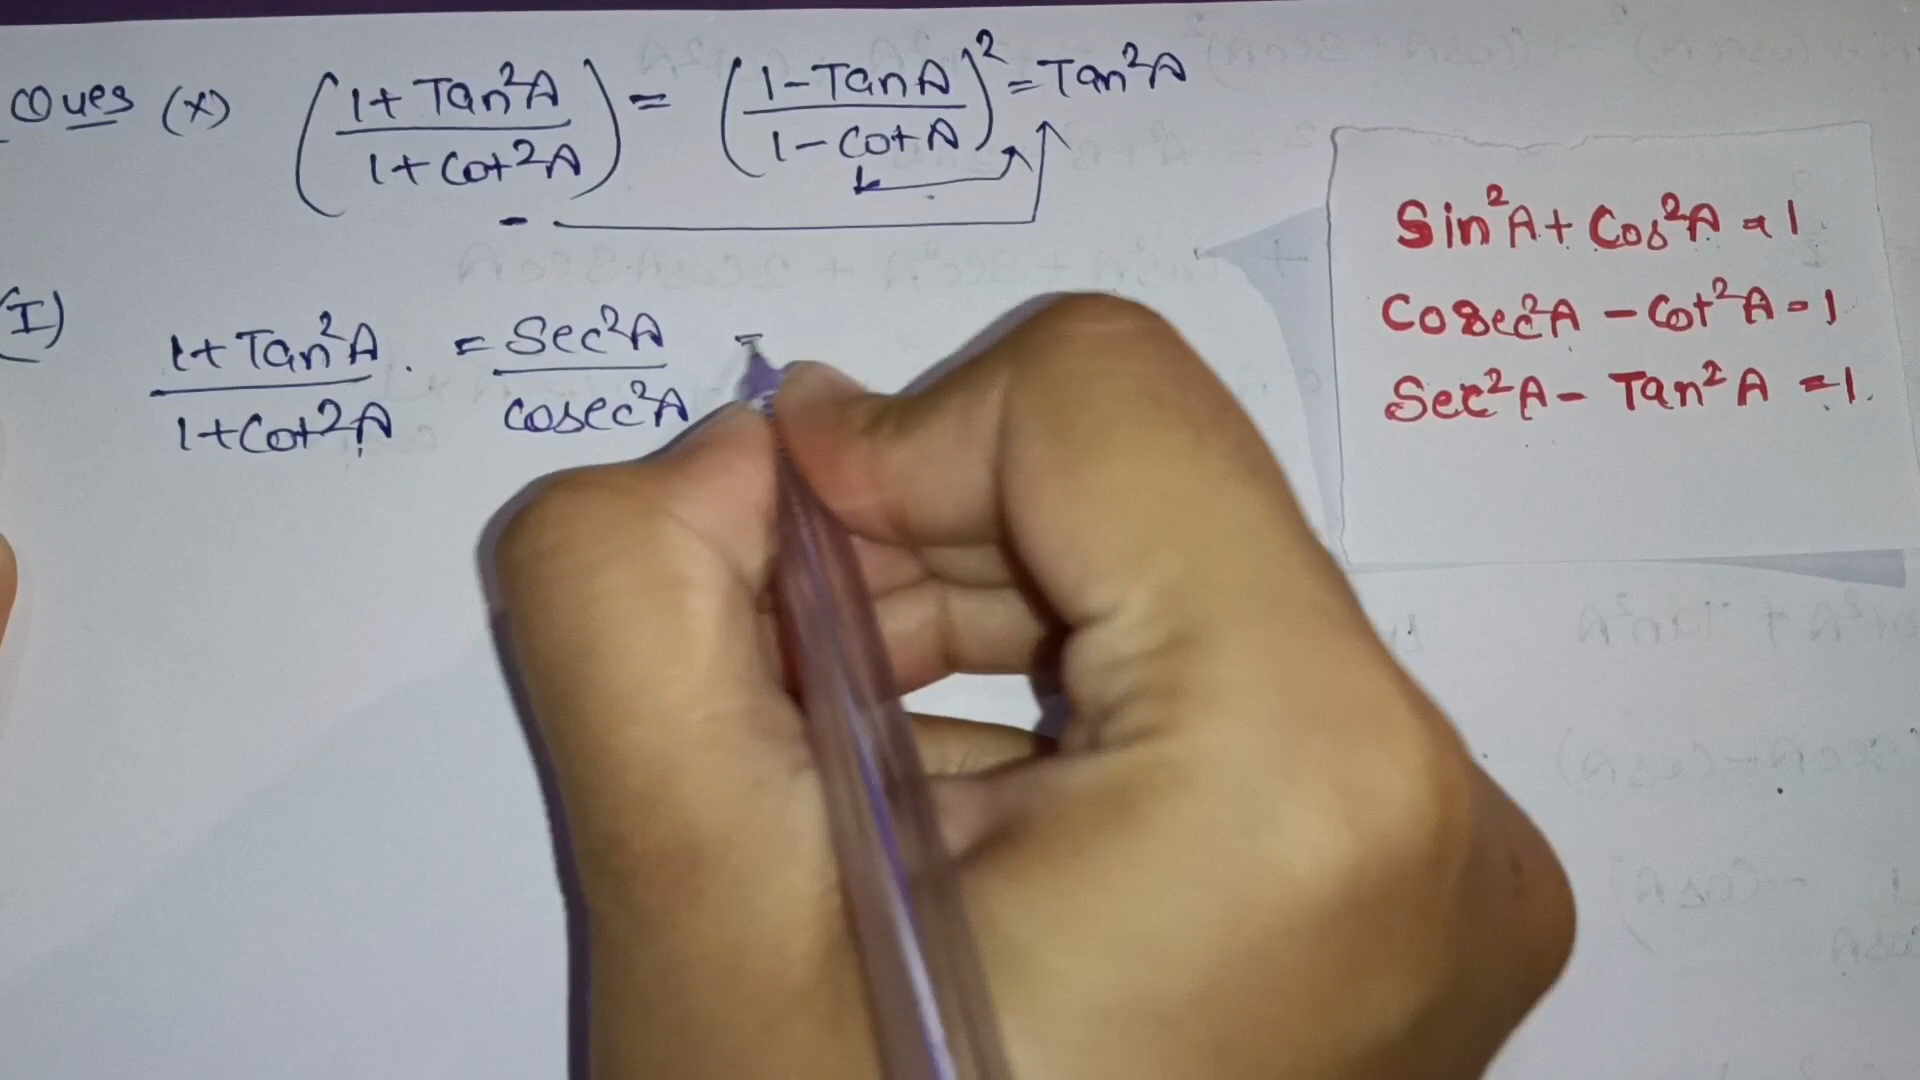 Ques (x) (1+Tan²A / 1+Cot²A) = (1-TanA / 1-CotA)² = Tan²A
(I) 1+Tan²A / 1+Cot²A = Sec²A / Cosec²A =
Sin²A + Cos²A = 1
Cosec²A - Cot²A = 1
Sec²A - Tan²A = 1.